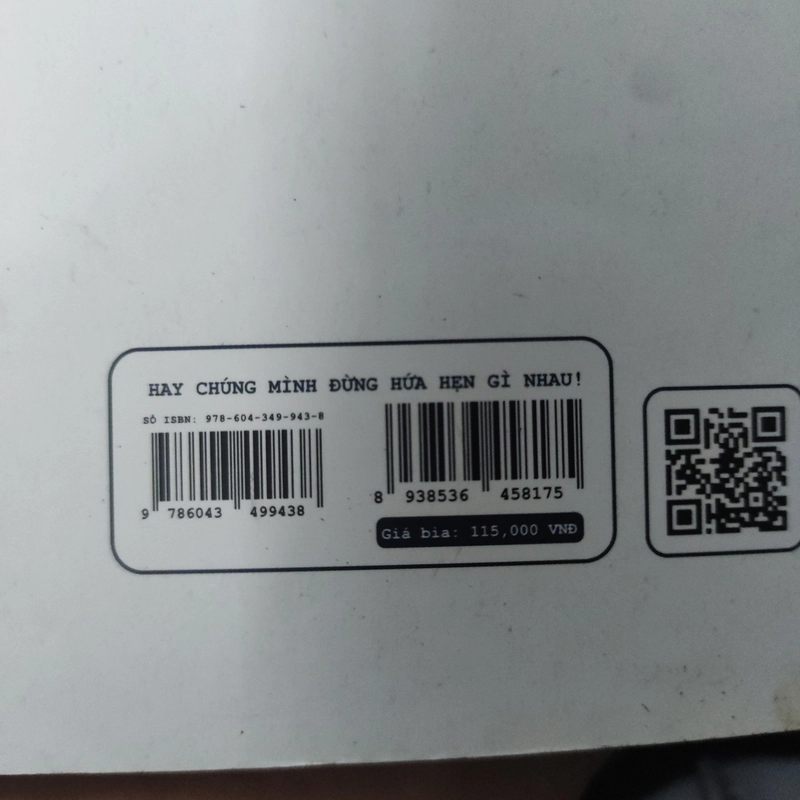 HAY CHÚNG MÌNH ĐỪNG HỨA HẸN GÌ NHAU!
SỐ ISBN: 978-604-349-943-8
9 786043 499438
8 938536 458175
Giá bìa: 115,000 VNĐ